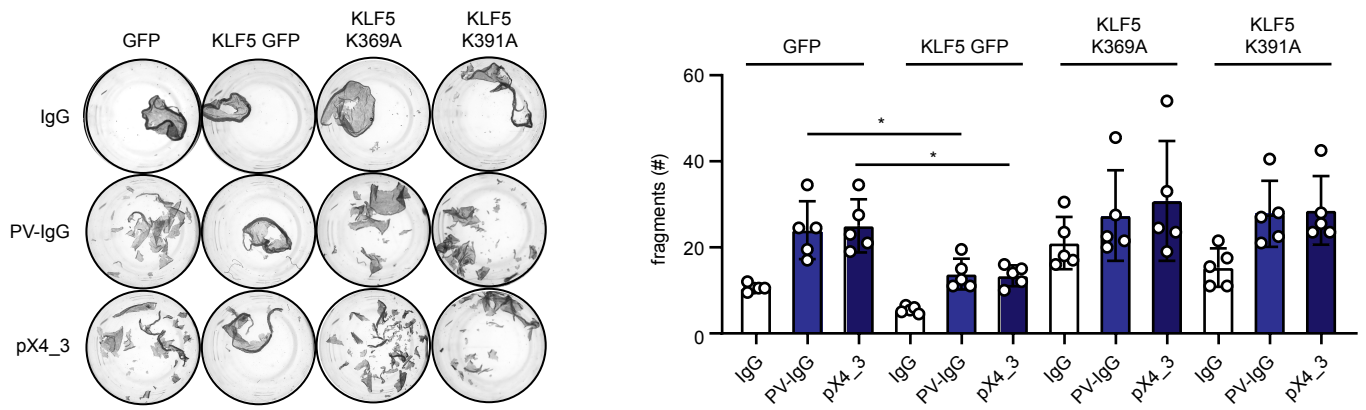 GFP
KLF5 GFP
KLF5
K369A
KLF5
K391A
IgG
PV-IgG
pX4_3
GFP
KLF5 GFP
KLF5
K369A
KLF5
K391A
fragments (#)
60
40
20
0
*
*
IgG
PV-IgG
pX4_3
IgG
PV-IgG
pX4_3
IgG
PV-IgG
pX4_3
IgG
PV-IgG
pX4_3